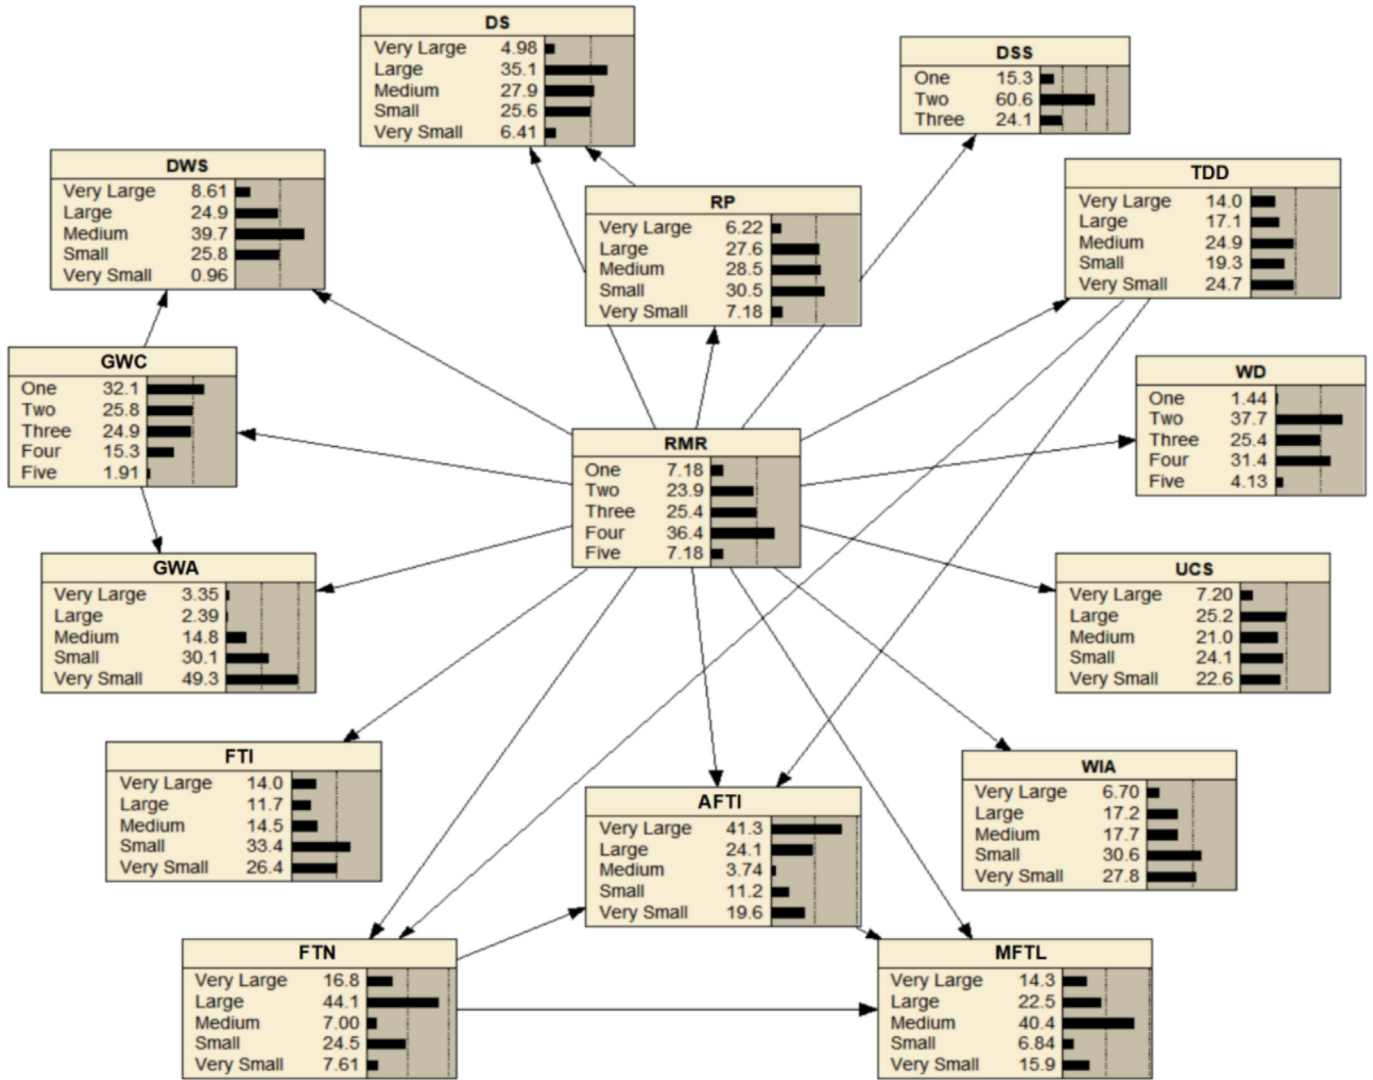 DS
Very Large 4.98
Large 35.1
Medium 27.9
Small 25.6
Very Small 6.41
DSS
One 15.3
Two 60.6
Three 24.1
DWS
Very Large 8.61
Large 24.9
Medium 39.7
Small 25.8
Very Small 0.96
RP
Very Large 6.22
Large 27.6
Medium 28.5
Small 30.5
Very Small 7.18
TDD
Very Large 14.0
Large 17.1
Medium 24.9
Small 19.3
Very Small 24.7
GWC
One 32.1
Two 25.8
Three 24.9
Four 15.3
Five 1.91
WD
One 1.44
Two 37.7
Three 25.4
Four 31.4
Five 4.13
RMR
One 7.18
Two 23.9
Three 25.4
Four 36.4
Five 7.18
GWA
Very Large 3.35
Large 2.39
Medium 14.8
Small 30.1
Very Small 49.3
UCS
Very Large 7.20
Large 25.2
Medium 21.0
Small 24.1
Very Small 22.6
FTI
Very Large 14.0
Large 11.7
Medium 14.5
Small 33.4
Very Small 26.4
AFTI
Very Large 41.3
Large 24.1
Medium 3.74
Small 11.2
Very Small 19.6
WIA
Very Large 6.70
Large 17.2
Medium 17.7
Small 30.6
Very Small 27.8
FTN
Very Large 16.8
Large 44.1
Medium 7.00
Small 24.5
Very Small 7.61
MFTL
Very Large 14.3
Large 22.5
Medium 40.4
Small 6.84
Very Small 15.9